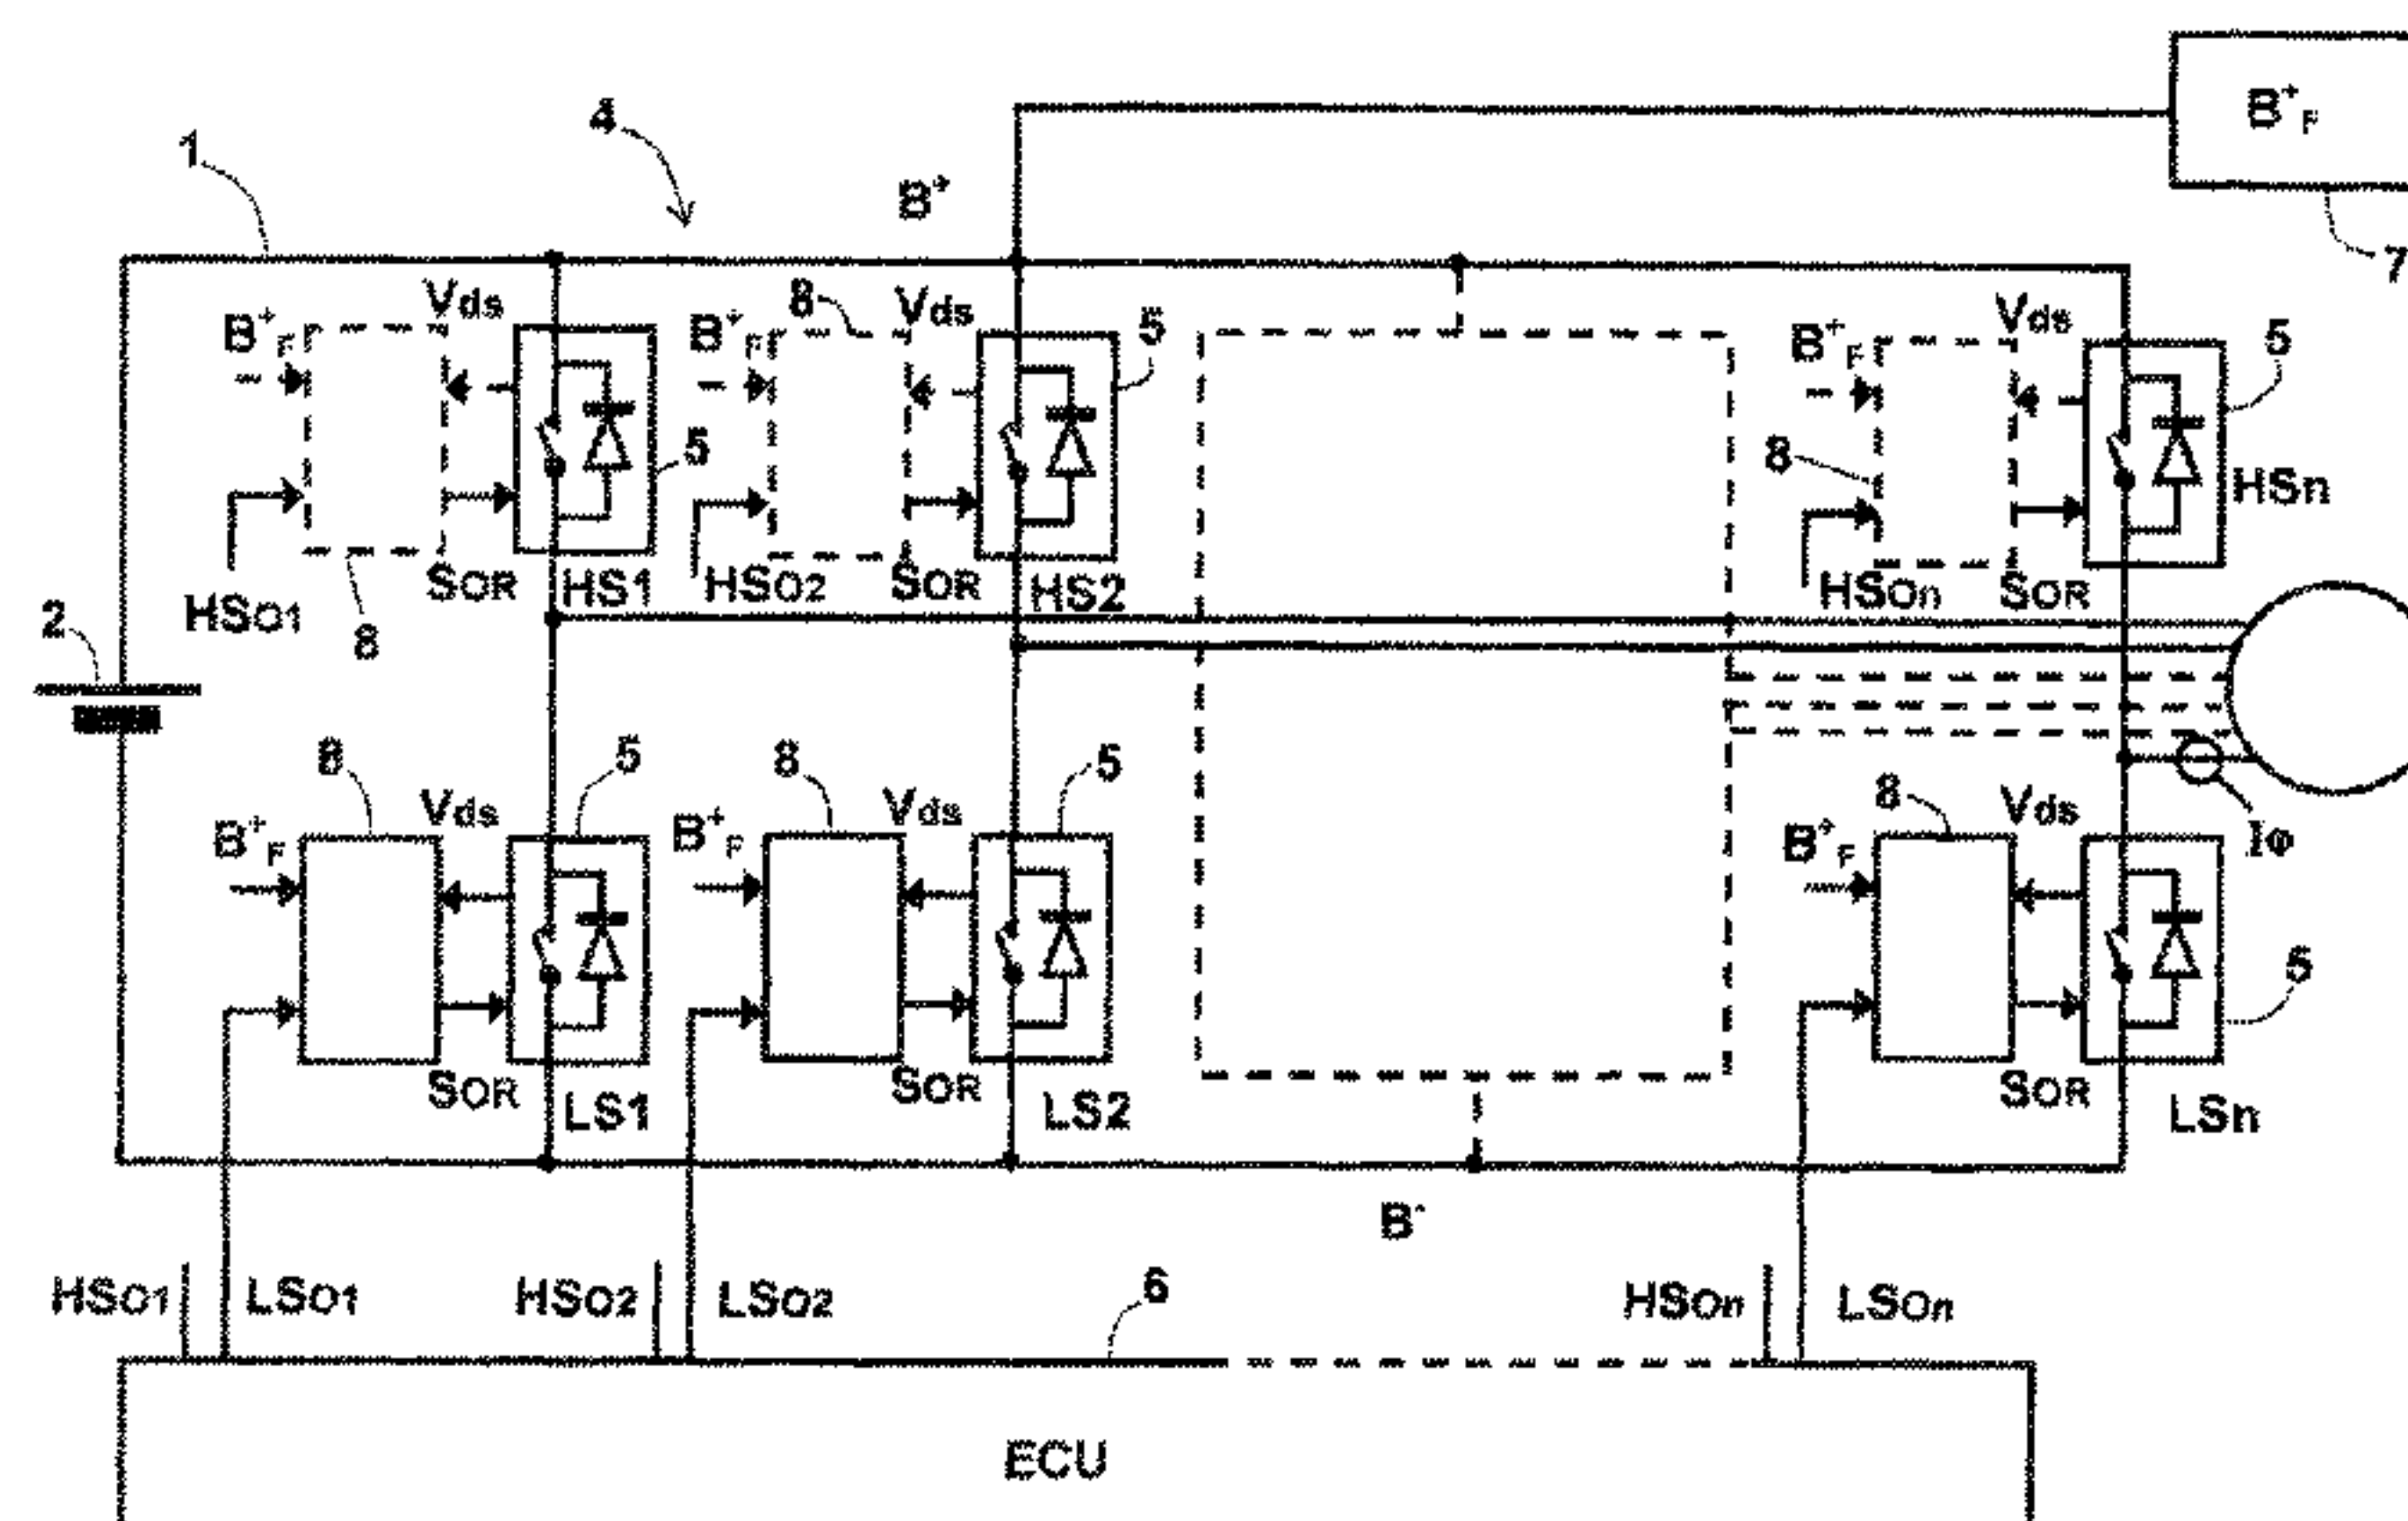 B⁺F
4
1
B⁺
7
Vds 8 Vds 5 Vds
B⁺F B⁺F B⁺F 5
5 8
HSn
SOR HS1 HSO2 SOR HS2 HSOn SOR
HSO1 8
2
8 5 8 5 8
Vds Vds Vds
B⁺F B⁺F B⁺F Iφ
5
SOR LS1 SOR LS2 SOR LSn
B⁻
HSO1 LSO1 HSO2 LSO2 6 HSOn LSOn
ECU